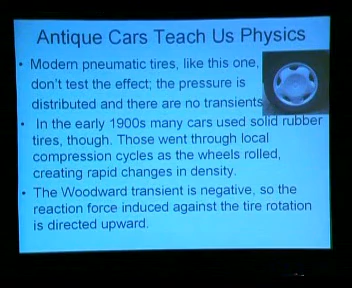 Antique Cars Teach Us Physics
• Modern pneumatic tires, like this one,
don't test the effect; the pressure is
distributed and there are no transients
• In the early 1900s many cars used solid rubber
tires, though. Those went through local
compression cycles as the wheels rolled,
creating rapid changes in density.
• The Woodward transient is negative, so the
reaction force induced against the tire rotation
is directed upward.